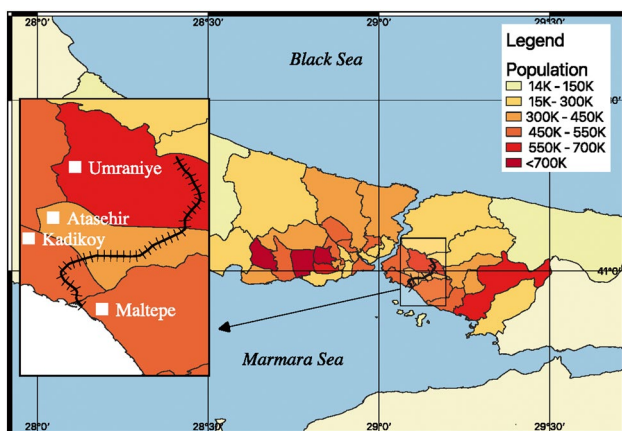 28°0'
28°30'
29°0'
29°30'
Black Sea
Legend
Population
14K - 150K
15K- 300K
300K - 450K
450K - 550K
550K - 700K
<700K
Umraniye
Atasehir
Kadikoy
Maltepe
41°0'
Marmara Sea
28°0'
28°30'
29°0'
29°30'